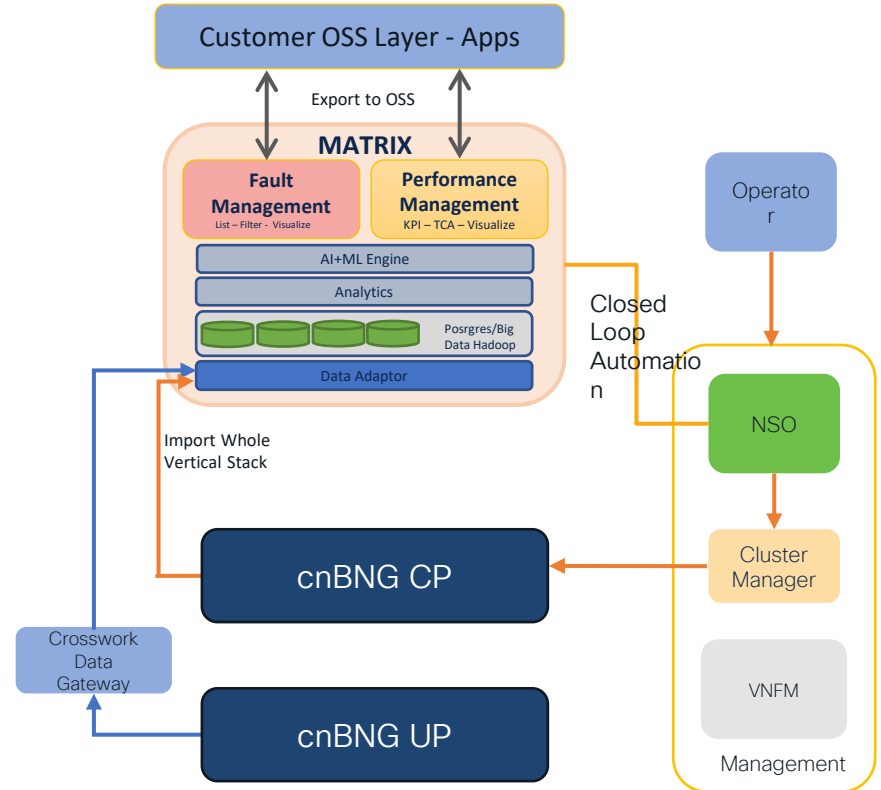 Customer OSS Layer - Apps
Export to OSS
MATRIX
Fault
Management
List – Filter - Visualize
Performance
Management
KPI – TCA – Visualize
AI+ML Engine
Analytics
Posrgres/Big
Data Hadoop
Data Adaptor
Import Whole
Vertical Stack
Closed
Loop
Automatio
n
Operato
r
NSO
Cluster
Manager
VNFM
Management
cnBNG CP
Crosswork
Data
Gateway
cnBNG UP